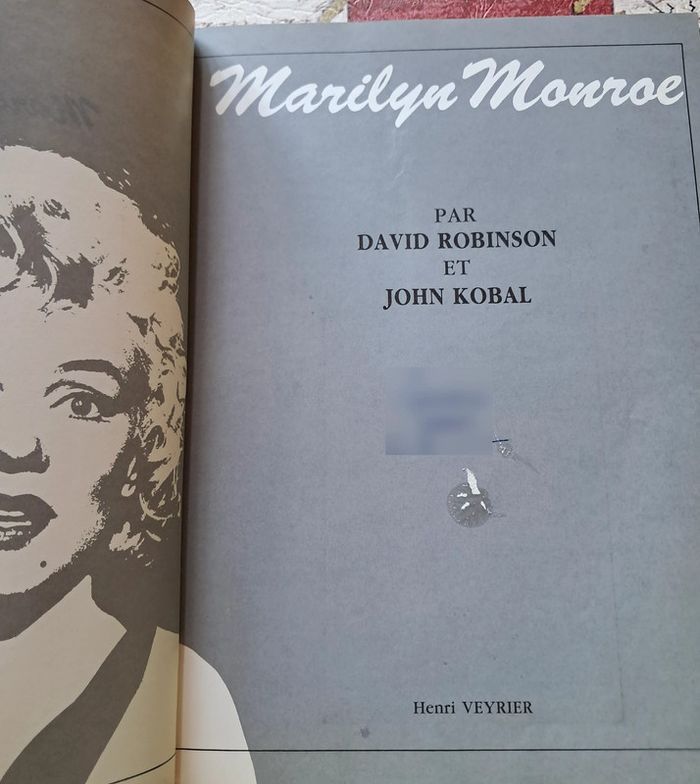 Marilyn Monroe
PAR
DAVID ROBINSON
ET
JOHN KOBAL
Henri VEYRIER